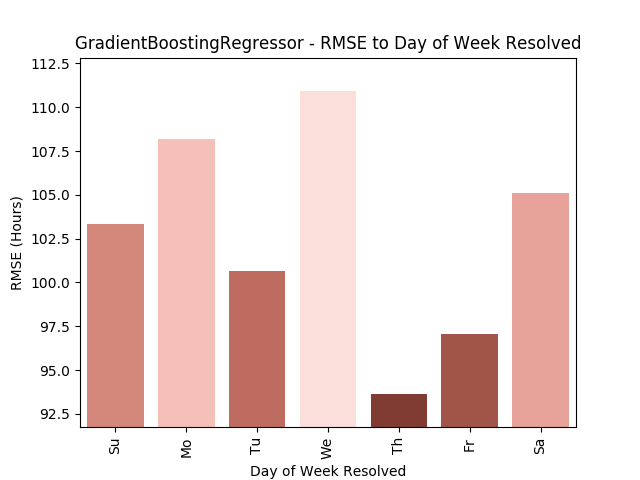 GradientBoostingRegressor - RMSE to Day of Week Resolved
112.5
110.0
107.5
105.0
102.5
100.0
97.5
95.0
92.5
RMSE (Hours)
Su
Mo
Tu
We
Th
Fr
Sa
Day of Week Resolved